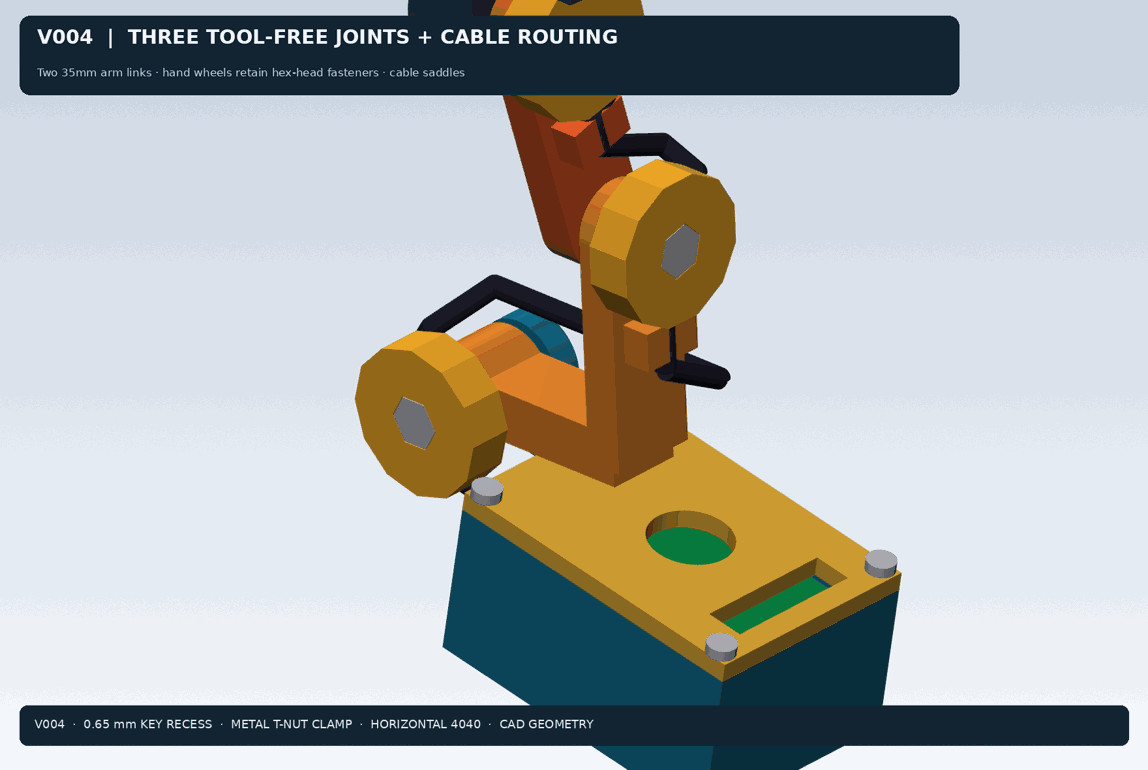 V004 | THREE TOOL-FREE JOINTS + CABLE ROUTING
Two 35mm arm links · hand wheels retain hex-head fasteners · cable saddles
V004 · 0.65 mm KEY RECESS · METAL T-NUT CLAMP · HORIZONTAL 4040 · CAD GEOMETRY